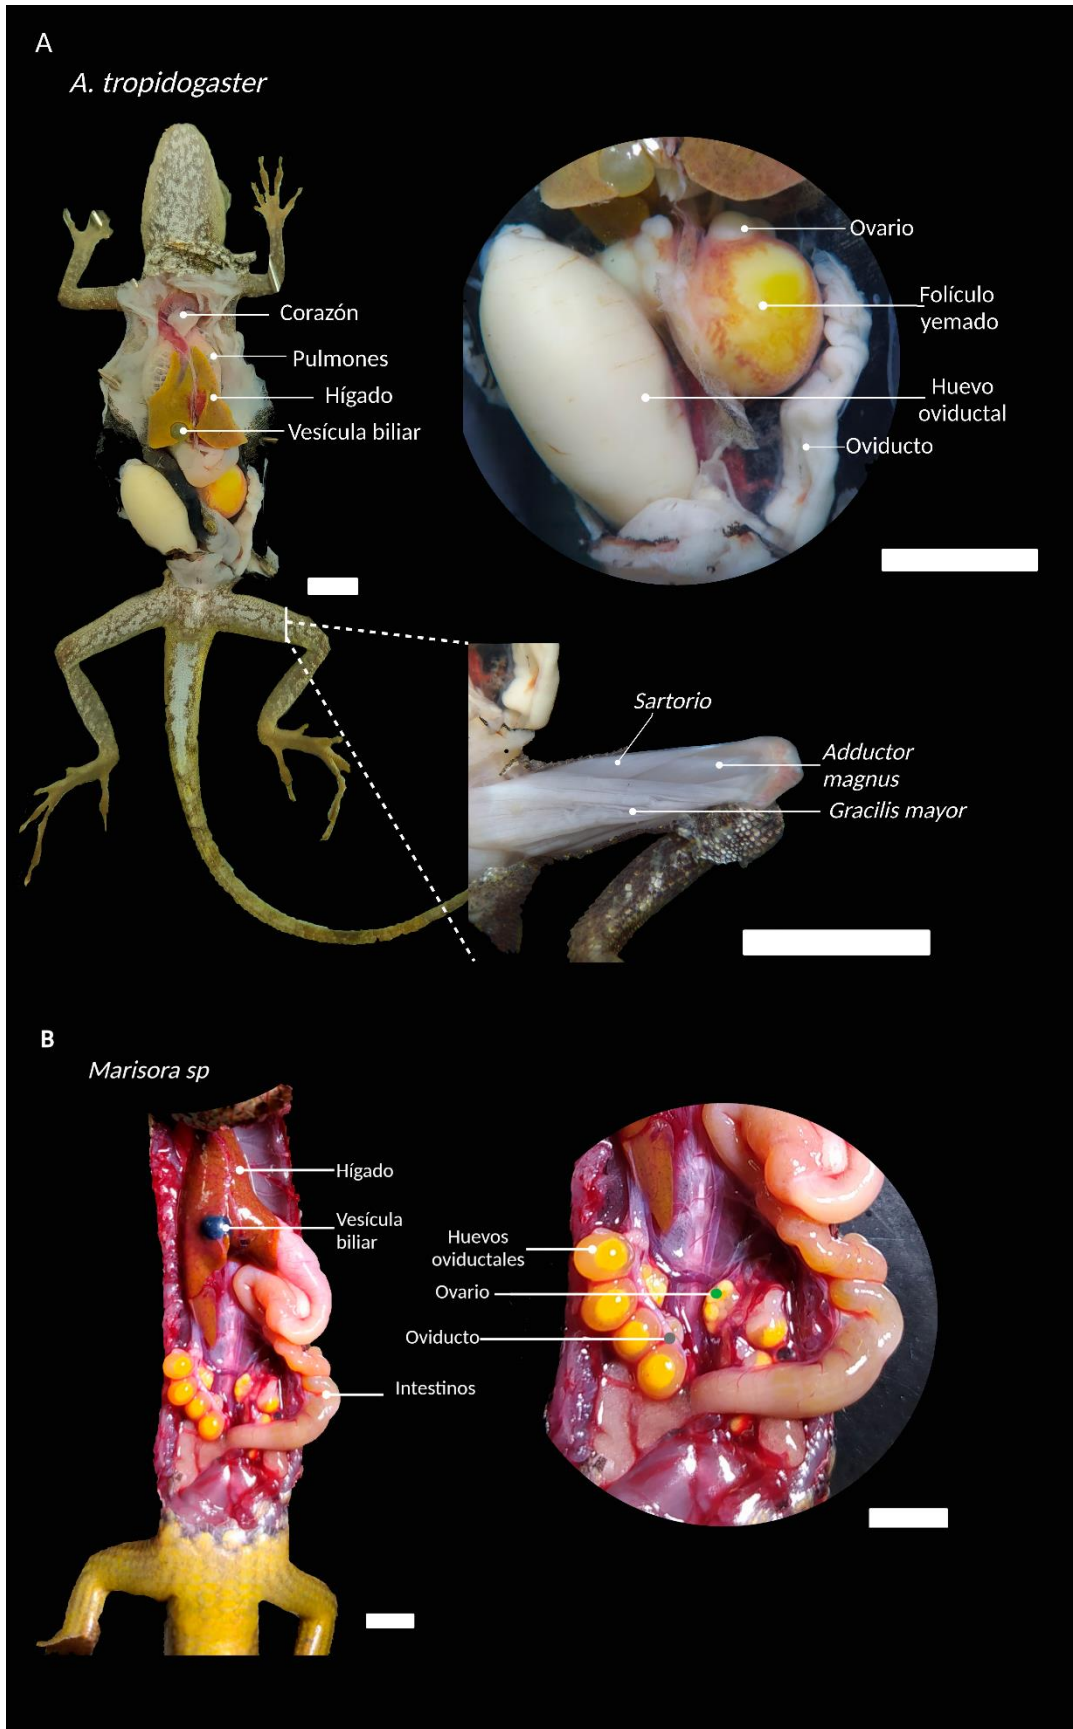 A
A. tropidogaster
Corazón
Pulmones
Hígado
Vesícula biliar
Ovario
Folículo
yemado
Huevo
oviductal
Oviducto
Sartorio
Adductor
magnus
Gracilis mayor
B
Marisora sp
Hígado
Vesícula
biliar
Intestinos
Huevos
oviductales
Ovario
Oviducto